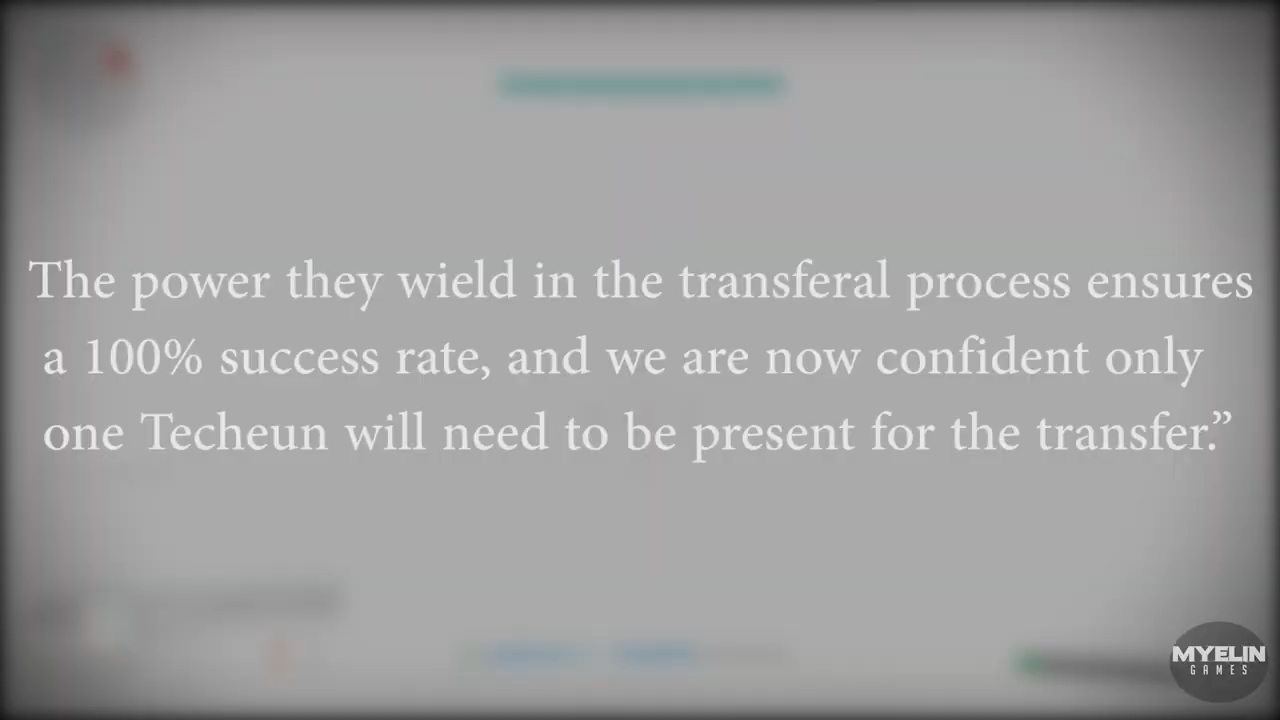 The power they wield in the transferal process ensures
a 100% success rate, and we are now confident only
one Techeun will need to be present for the transfer.”
MYELIN
GAMES